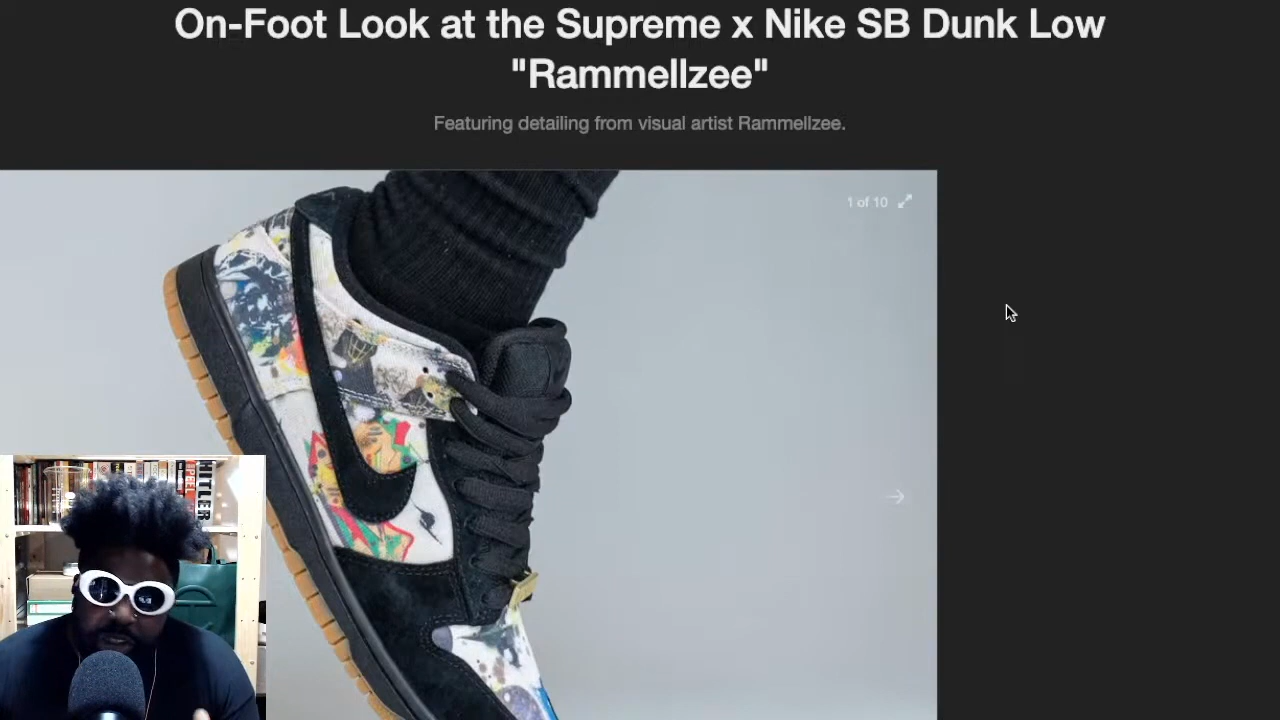 On-Foot Look at the Supreme x Nike SB Dunk Low
"Rammellzee"
Featuring detailing from visual artist Rammellzee.
1 of 10
HITLER